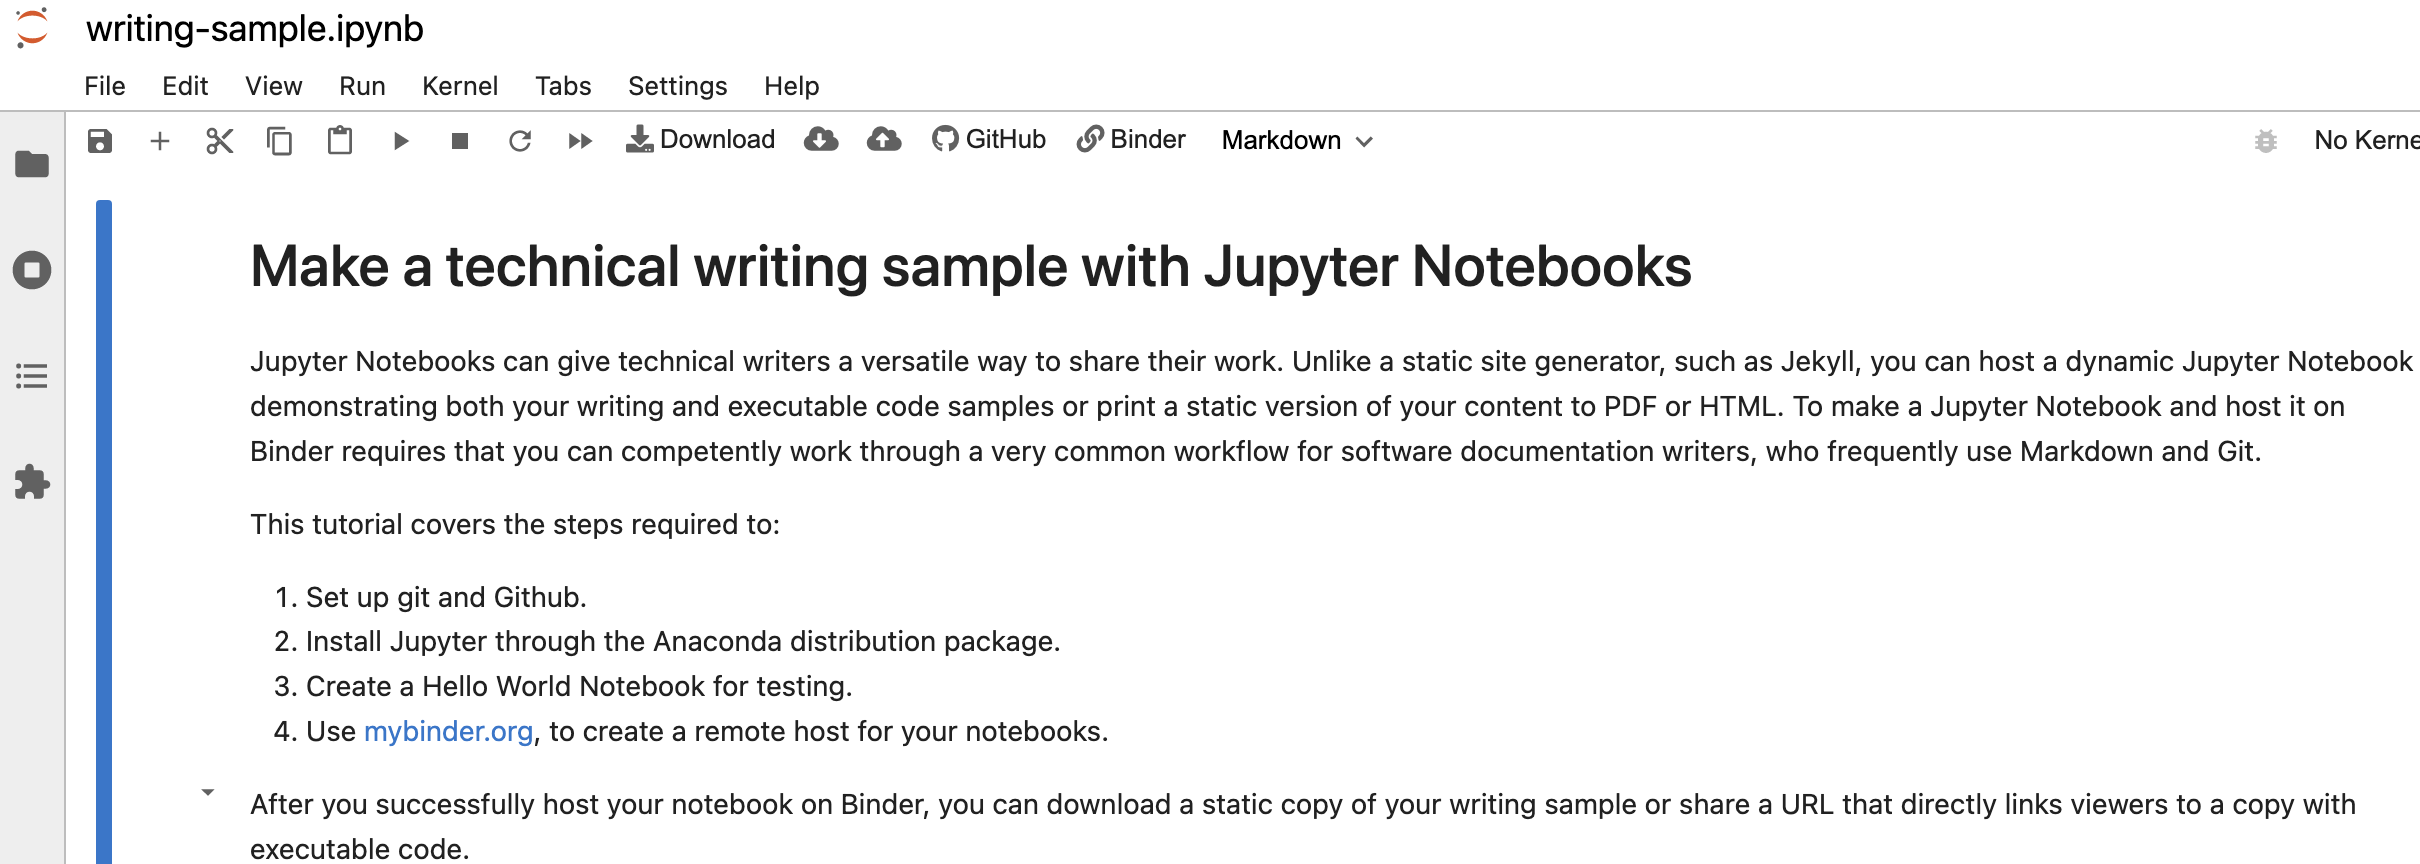 writing-sample.ipynb
File Edit View Run Kernel Tabs Settings Help
Download GitHub Binder Markdown No Kerne
Make a technical writing sample with Jupyter Notebooks
Jupyter Notebooks can give technical writers a versatile way to share their work. Unlike a static site generator, such as Jekyll, you can host a dynamic Jupyter Notebook
demonstrating both your writing and executable code samples or print a static version of your content to PDF or HTML. To make a Jupyter Notebook and host it on
Binder requires that you can competently work through a very common workflow for software documentation writers, who frequently use Markdown and Git.
This tutorial covers the steps required to:
1. Set up git and Github.
2. Install Jupyter through the Anaconda distribution package.
3. Create a Hello World Notebook for testing.
4. Use mybinder.org, to create a remote host for your notebooks.
After you successfully host your notebook on Binder, you can download a static copy of your writing sample or share a URL that directly links viewers to a copy with
executable code.